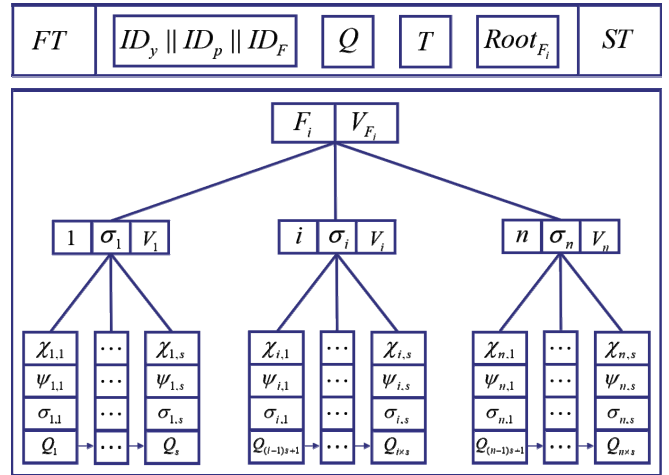 FT ID_y || ID_p || ID_F Q T Root_{F_i} ST
F_i V_{F_i}
1 σ_1 V_1 i σ_i V_i n σ_n V_n
χ_{1,1} ··· χ_{1,s} χ_{i,1} ··· χ_{i,s} χ_{n,1} ··· χ_{n,s}
ψ_{1,1} ··· ψ_{1,s} ψ_{i,1} ··· ψ_{i,s} ψ_{n,1} ··· ψ_{n,s}
σ_{1,1} ··· σ_{1,s} σ_{i,1} ··· σ_{i,s} σ_{n,1} ··· σ_{n,s}
Q_1 ··· Q_s Q_{(i−1)s+1} ··· Q_{i×s} Q_{(n−1)s+1} ··· Q_{n×s}